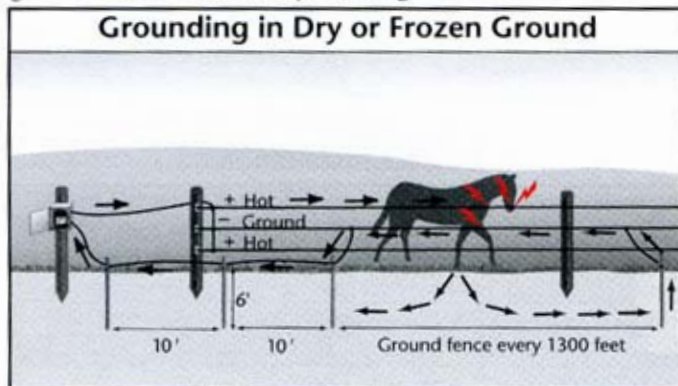 Grounding in Dry or Frozen Ground
+ Hot
− Ground
+ Hot
6'
10'
10'
Ground fence every 1300 feet